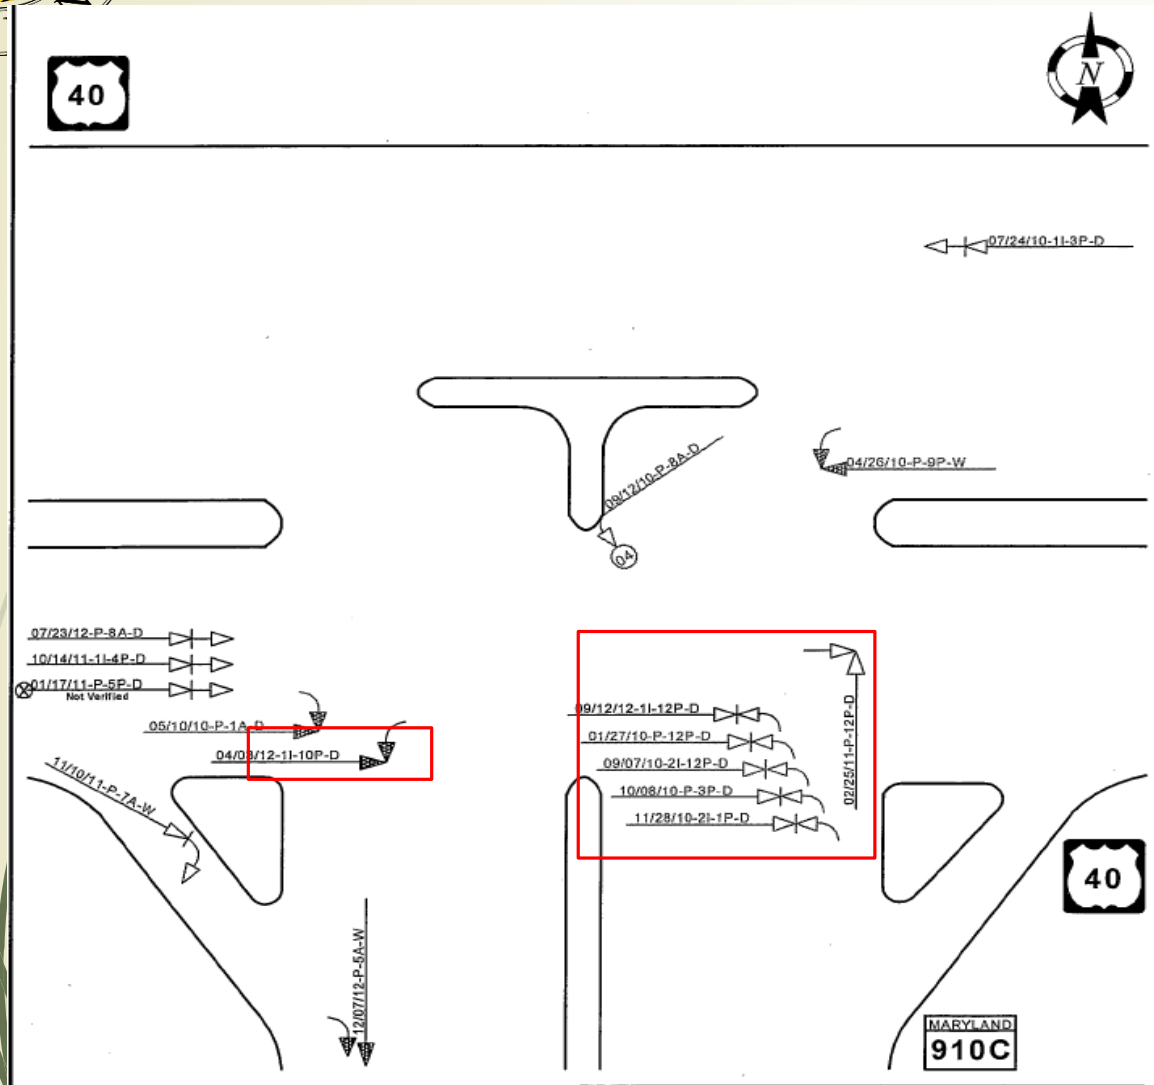 40
N
07/24/10-1I-3P-D
04/26/10-P-9P-W
09/12/10-P-8A-D
04
07/23/12-P-8A-D
10/14/11-1I-4P-D
01/17/11-P-5P-D
Not Verified
05/10/10-P-1A-D
04/03/12-1I-10P-D
11/10/11-P-7A-W
09/12/12-1I-12P-D
01/27/10-P-12P-D
09/07/10-2I-12P-D
10/08/10-P-3P-D
11/28/10-2I-1P-D
02/25/11-P-12P-D
40
12/07/12-P-5A-W
MARYLAND
910C